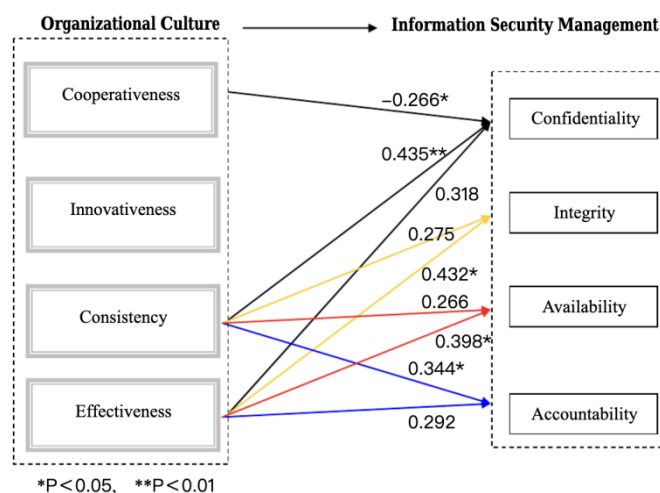 Organizational Culture
Information Security Management
Cooperativeness
Innovativeness
Consistency
Effectiveness
−0.266*
0.435**
0.318
0.275
0.432*
0.266
0.398*
0.344*
0.292
Confidentiality
Integrity
Availability
Accountability
*P<0.05, **P<0.01